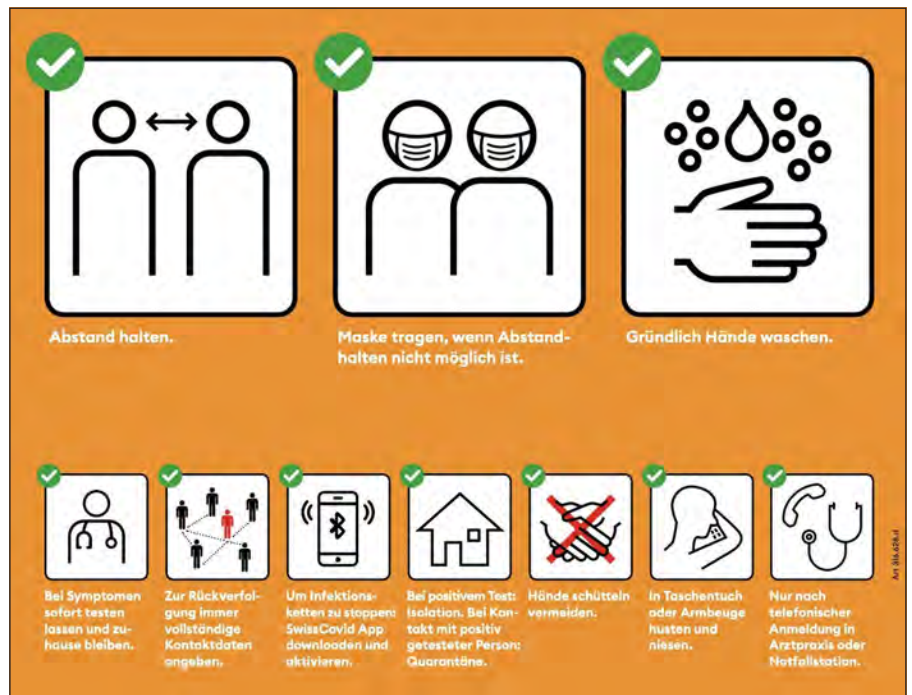 Abstand halten.
Maske tragen, wenn Abstand-
halten nicht möglich ist.
Gründlich Hände waschen.
Bei Symptomen
sofort testen
lassen und zu-
hause bleiben.
Zur Rückverfol-
gung immer
vollständige
Kontaktdaten
angeben.
Um Infektions-
ketten zu stoppen:
SwissCovid App
downloaden und
aktivieren.
Bei positivem Test:
Isolation. Bei Kon-
takt mit positiv
getesteter Person:
Quarantäne.
Hände schütteln
vermeiden.
In Taschentuch
oder Armbeuge
husten und
niesen.
Nur nach
telefonischer
Anmeldung in
Arztpraxis oder
Notfallstation.
Art 316.628.d